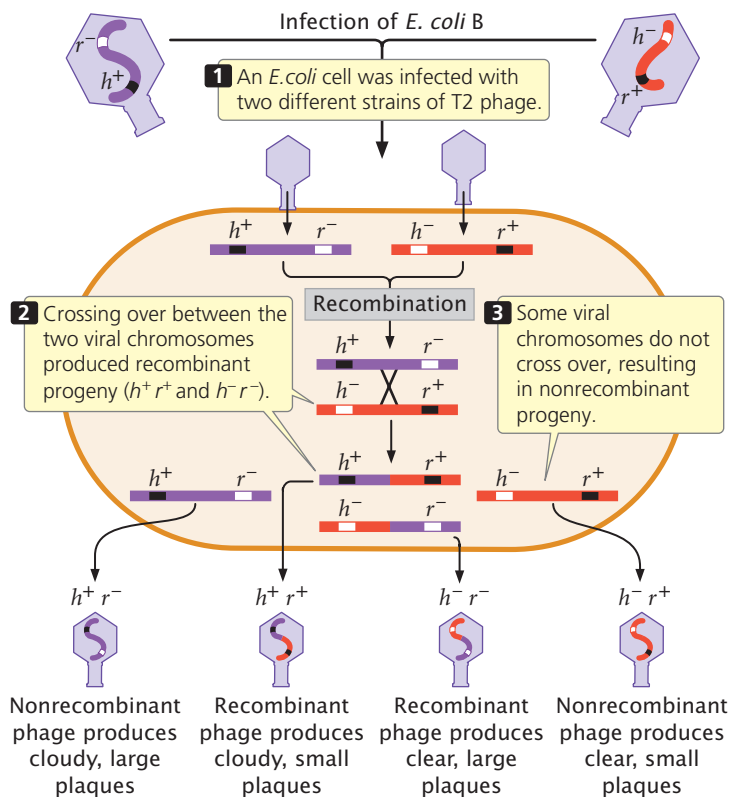 Infection of E. coli B
r⁻
h⁺
h⁻
r⁺
1 An E.coli cell was infected with
two different strains of T2 phage.
h⁺ r⁻
h⁻ r⁺
Recombination
2 Crossing over between the
two viral chromosomes
produced recombinant
progeny (h⁺ r⁺ and h⁻ r⁻).
3 Some viral
chromosomes do not
cross over, resulting
in nonrecombinant
progeny.
h⁺ r⁻
h⁻ r⁺
h⁺ r⁻
h⁺ r⁺
h⁻ r⁻
h⁻ r⁺
h⁺ r⁻
h⁺ r⁺
h⁻ r⁻
h⁻ r⁺
Nonrecombinant
phage produces
cloudy, large
plaques
Recombinant
phage produces
cloudy, small
plaques
Recombinant
phage produces
clear, large
plaques
Nonrecombinant
phage produces
clear, small
plaques